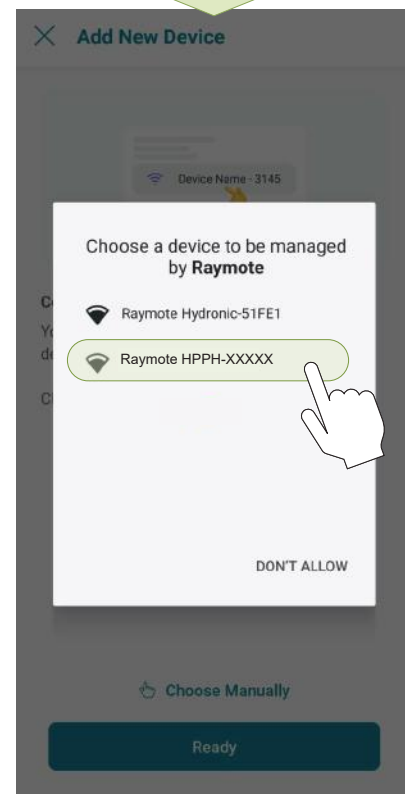 Add New Device
Device Name - 3145
Choose a device to be managed
by Raymote
Raymote Hydronic-51FE1
Raymote HPPH-XXXXX
DON'T ALLOW
Choose Manually
Ready